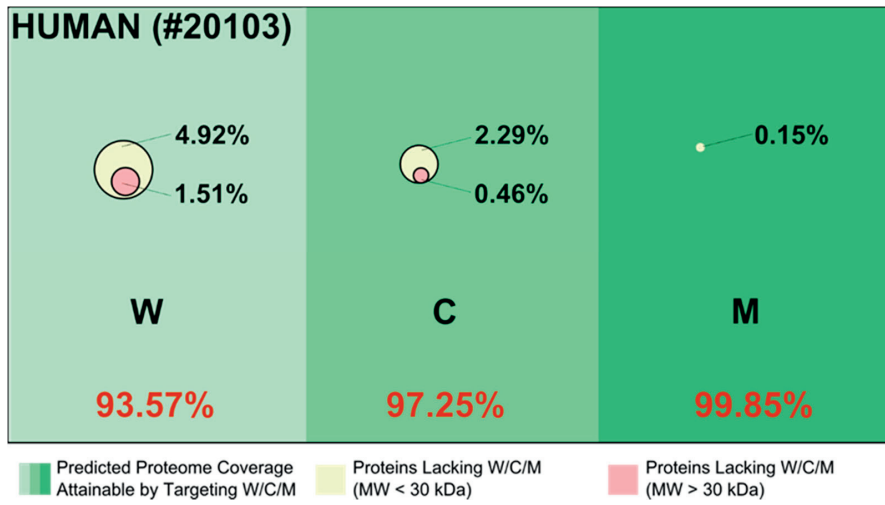 HUMAN (#20103)
4.92%
1.51%
W
93.57%
2.29%
0.46%
C
97.25%
0.15%
M
99.85%
Predicted Proteome Coverage
Attainable by Targeting W/C/M
Proteins Lacking W/C/M
(MW < 30 kDa)
Proteins Lacking W/C/M
(MW > 30 kDa)